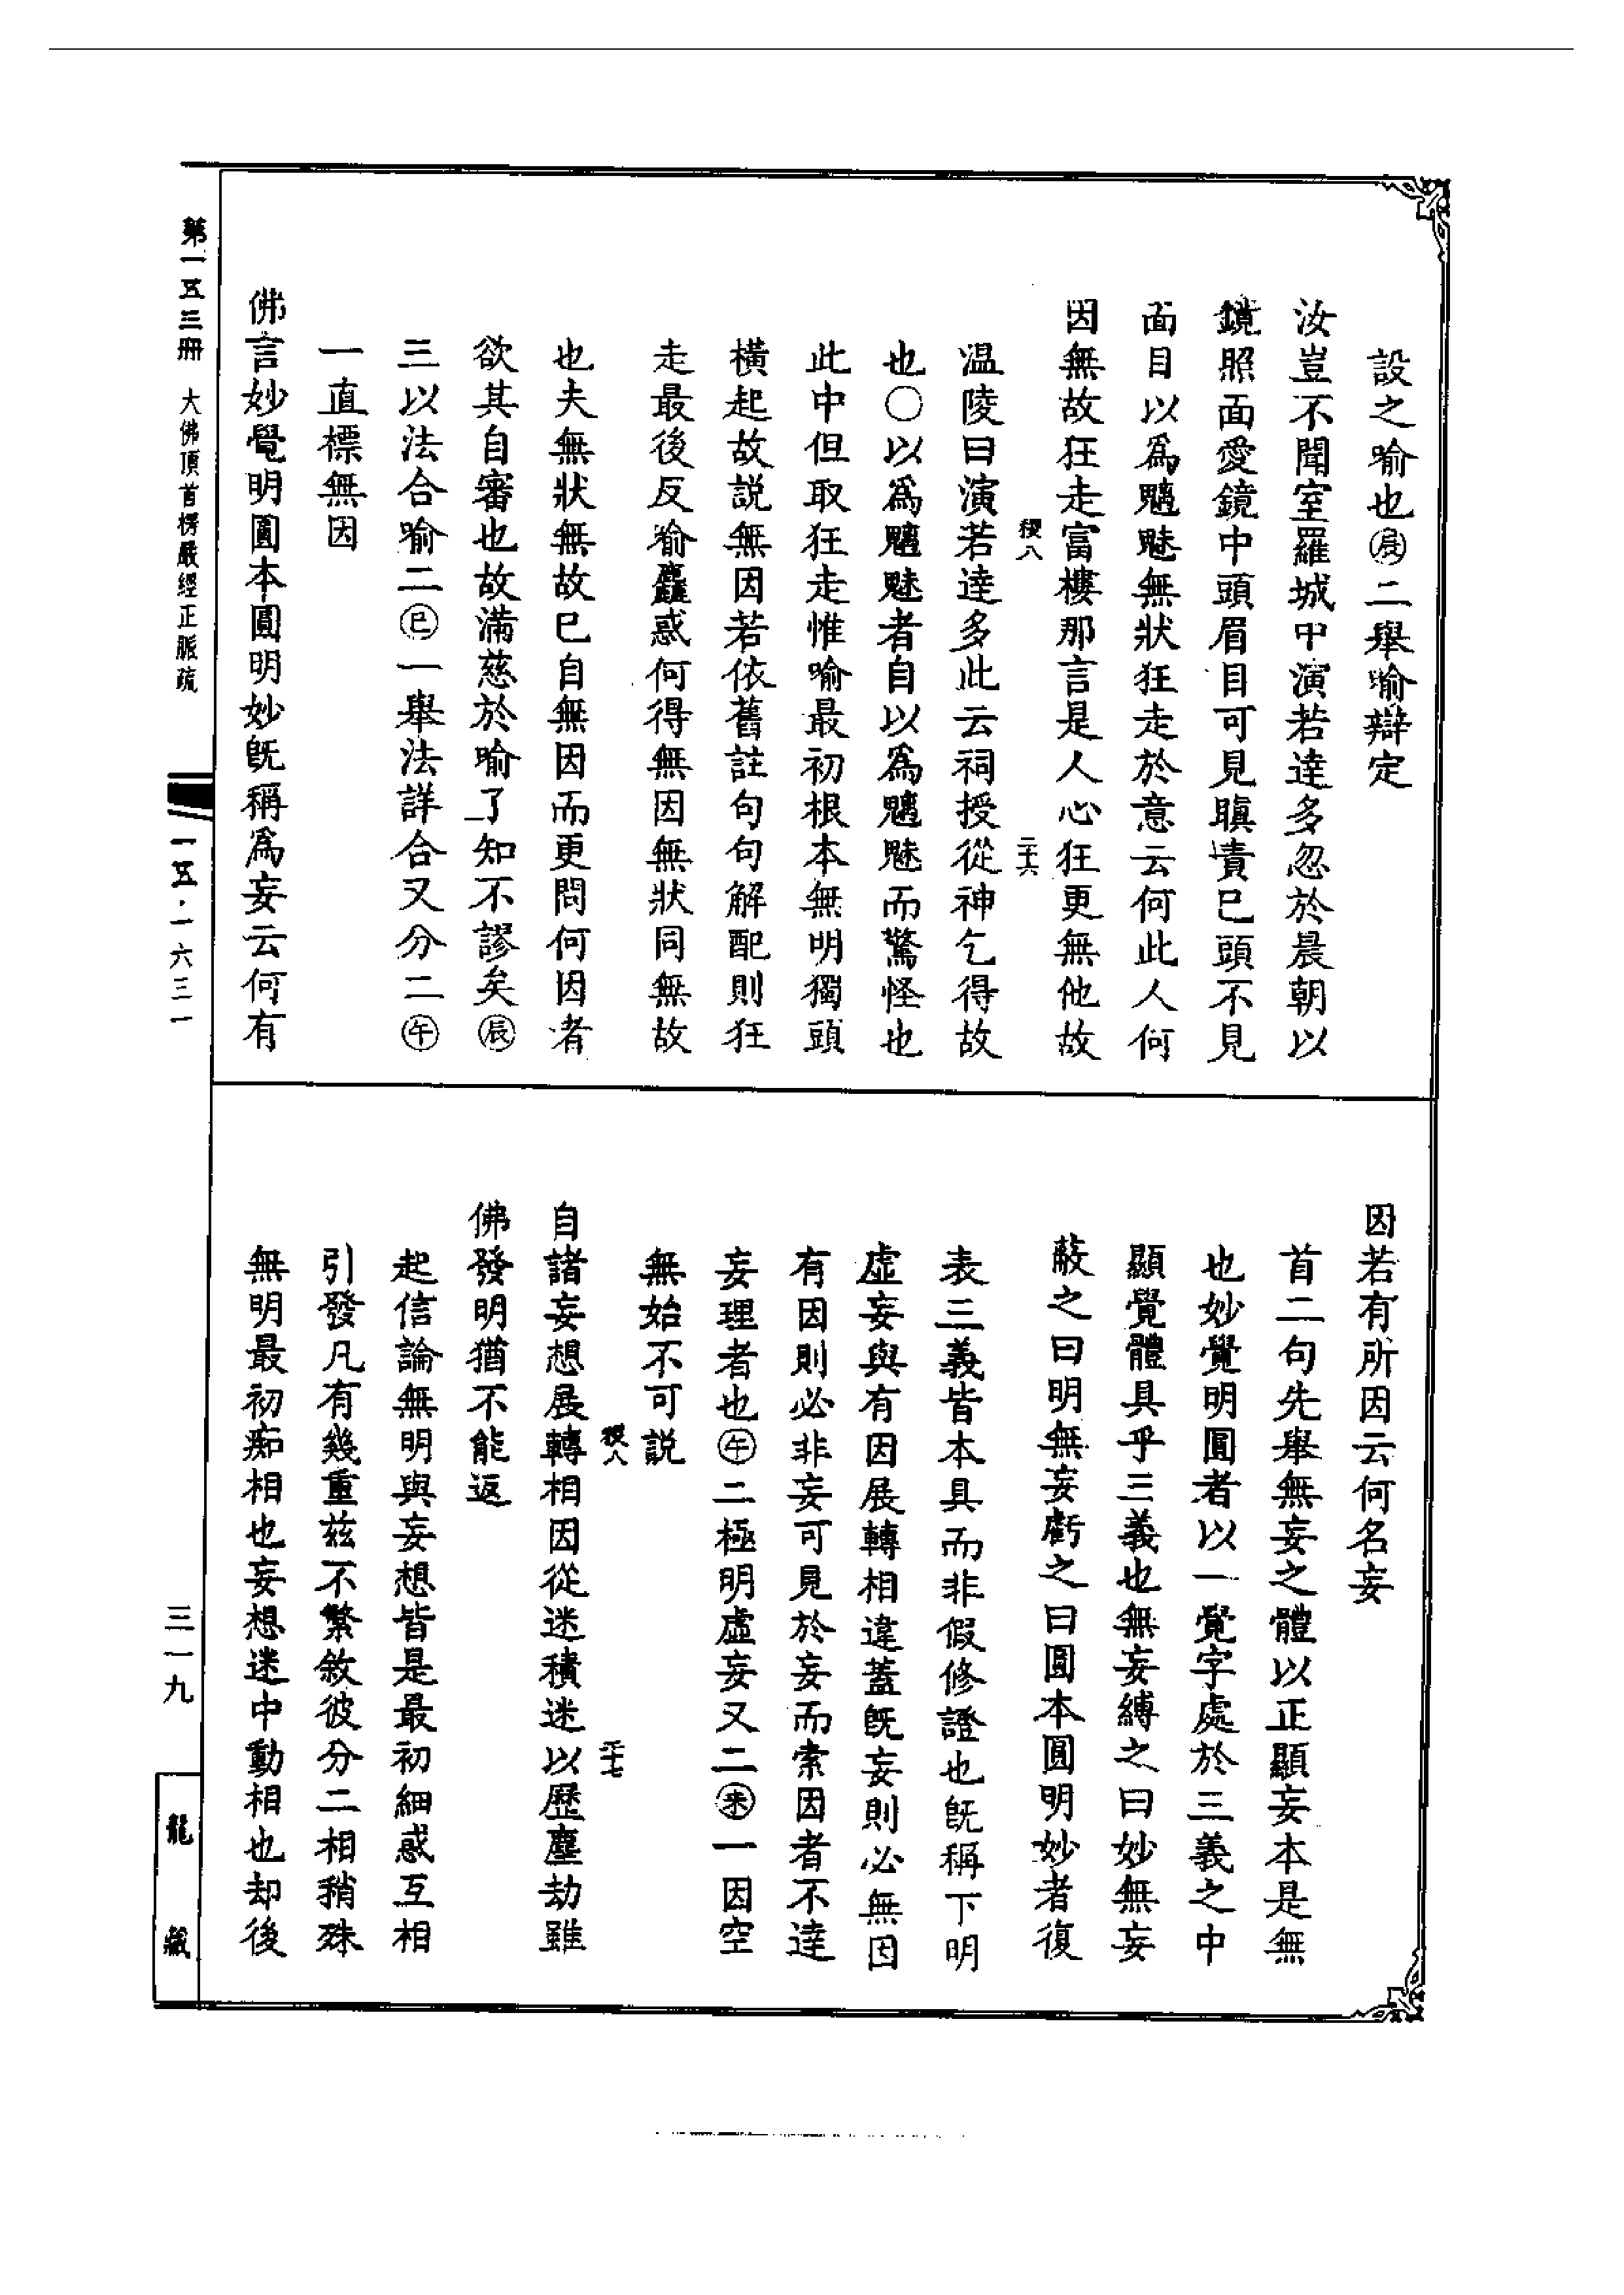 設之喻也㊁二舉喻辯定
汝豈不聞室羅城中演若達多忽於晨朝以
鏡照面愛鏡中頭眉目可見瞋責己頭不見
面目以爲魑魅無狀狂走於意云何此人何
因無故狂走富樓那言是人心狂更無他故
稷八
二十六
温陵曰演若達多此云祠授從神乞得故
也〇以爲魑魅者自以爲魑魅而驚怪也
此中但取狂走惟喻最初根本無明獨頭
橫起故説無因若依舊註句句解配則狂
走最後反喻麤惑何得無因無狀同無故
也夫無狀無故已自無因而更問何因者
欲其自審也故滿慈於喻了知不謬矣辰
三以法合喻二巳一舉法詳合又分二午
一直標無因
佛言妙覺明圓本圓明妙旣稱爲妄云何有
因若有所因云何名妄
首二句先舉無妄之體以正顯妄本是無
也妙覺明圓者以一覺字處於三義之中
顯覺體具乎三義也無妄縛之曰妙無妄
蔽之曰明無妄虧之曰圓本圓明妙者復
表三義皆本具而非假修證也旣稱下明
虛妄與有因展轉相違蓋旣妄則必無因
有因則必非妄可見於妄而索因者不達
妄理者也午二極明虛妄又二未一因空
無始不可説
稷八
二十七
自諸妄想展轉相因從迷積迷以歷塵劫雖
佛發明猶不能返
起信論無明與妄想皆是最初細惑互相
引發凡有幾重茲不繁敘彼分二相稍殊
無明最初痴相也妄想迷中動相也却後
第一五三冊 大佛頂首楞嚴經正脈疏
一五·一六三一
三一九
龍藏